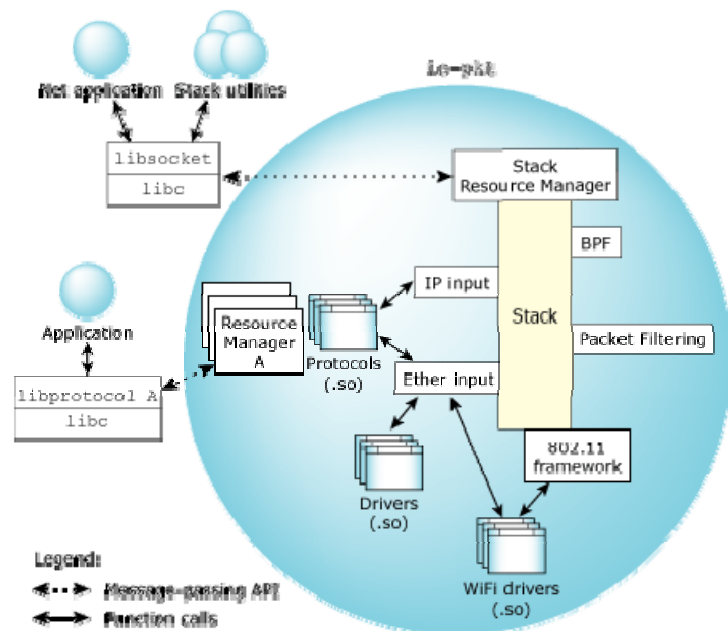 io-pkt
Net application
Stack utilities
libsocket
libc
Stack
Resource Manager
BPF
IP input
Stack
Packet Filtering
Application
Resource
Manager
A
Protocols
(.so)
Ether input
libprotocol A
libc
802.11
framework
Drivers
(.so)
WiFi drivers
(.so)
Legend:
Message-passing API
Function calls